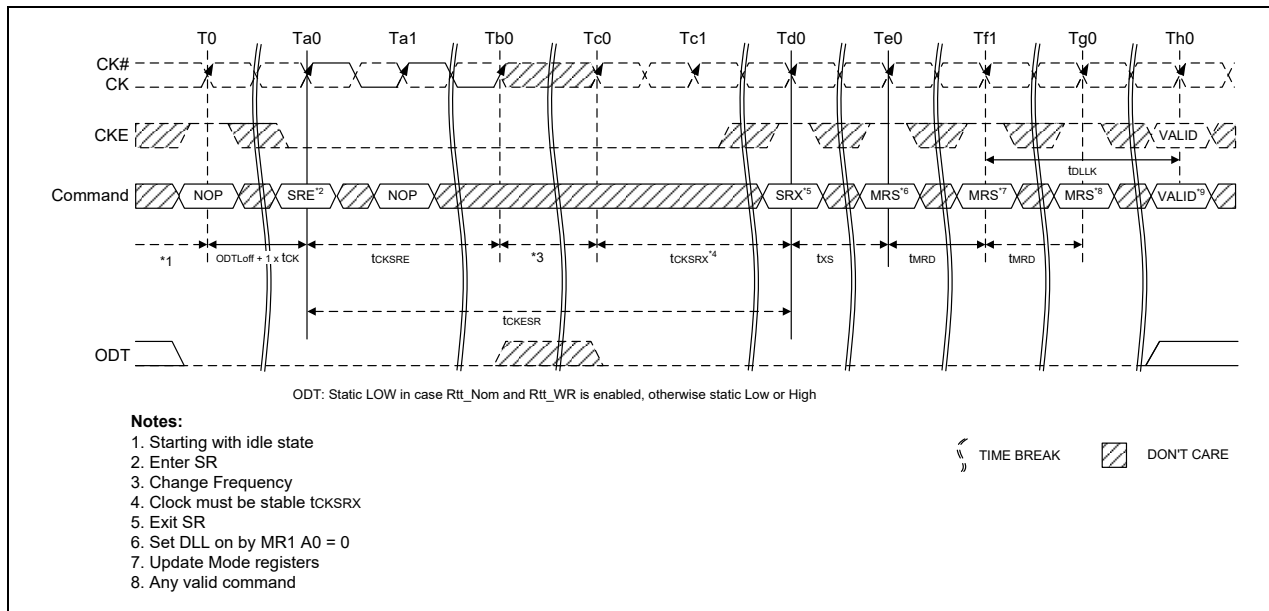 T0 Ta0 Ta1 Tb0 Tc0 Tc1 Td0 Te0 Tf1 Tg0 Th0
CK#
CK
CKE VALID
tDLLK
Command NOP SRE*2 NOP SRX*5 MRS*6 MRS*7 MRS*8 VALID*9
*1 ODTLoff + 1 x tCK tCKSRE *3 tCKSRX*4 tXS tMRD tMRD
tCKESR
ODT
ODT: Static LOW in case Rtt_Nom and Rtt_WR is enabled, otherwise static Low or High
Notes:
1. Starting with idle state
2. Enter SR
3. Change Frequency
4. Clock must be stable tCKSRX
5. Exit SR
6. Set DLL on by MR1 A0 = 0
7. Update Mode registers
8. Any valid command
TIME BREAK DON'T CARE